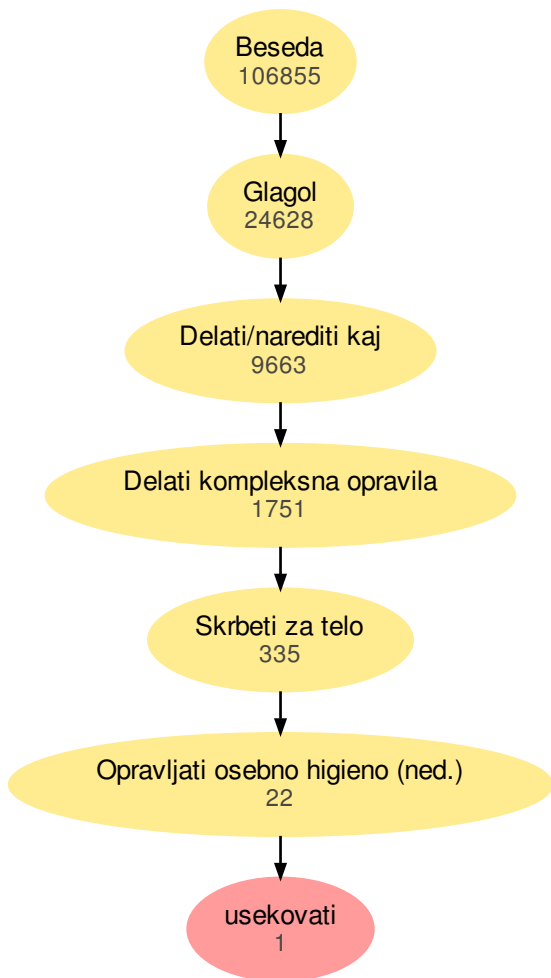 Beseda
106855
Glagol
24628
Delati/narediti kaj
9663
Delati kompleksna opravila
1751
Skrbeti za telo
335
Opravljati osebno higieno (ned.)
22
usekovati
1